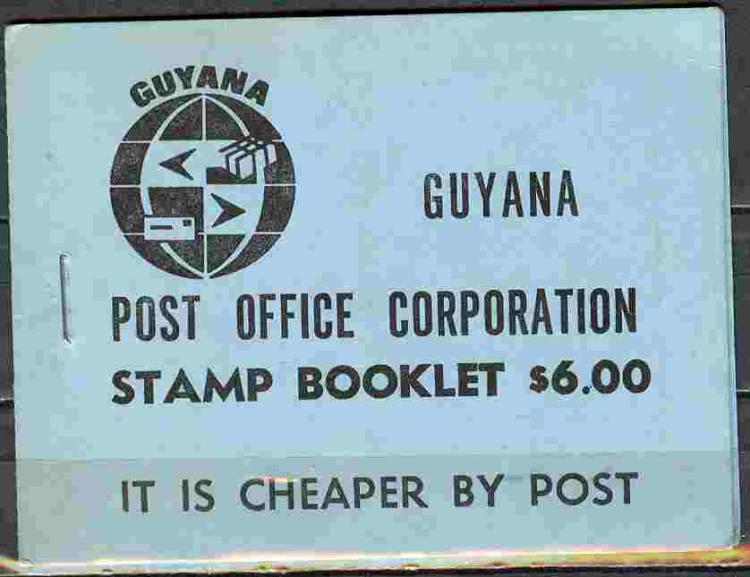 GUYANA
GUYANA
POST OFFICE CORPORATION
STAMP BOOKLET $6.00
IT IS CHEAPER BY POST